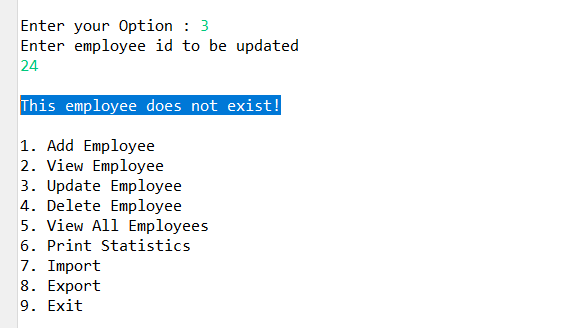 Enter your Option : 3
Enter employee id to be updated
24
This employee does not exist!
1. Add Employee
2. View Employee
3. Update Employee
4. Delete Employee
5. View All Employees
6. Print Statistics
7. Import
8. Export
9. Exit